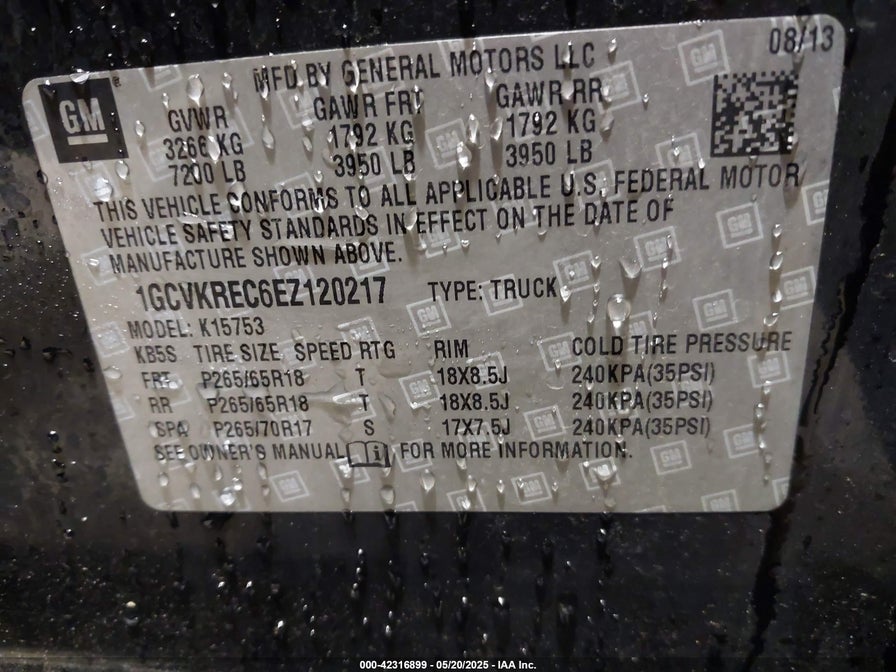 08/13
MFD BY GENERAL MOTORS LLC
GM
GVWR GAWR FRT GAWR RR
3266 KG 1792 KG 1792 KG
7200 LB 3950 LB 3950 LB
THIS VEHICLE CONFORMS TO ALL APPLICABLE U.S. FEDERAL MOTOR
VEHICLE SAFETY STANDARDS IN EFFECT ON THE DATE OF
MANUFACTURE SHOWN ABOVE.
1GCVKREC6EZ120217 TYPE: TRUCK
MODEL: K15753
KB5S TIRE SIZE SPEED RTG RIM COLD TIRE PRESSURE
FRT P265/65R18 T 18X8.5J 240KPA(35PSI)
RR P265/65R18 T 18X8.5J 240KPA(35PSI)
SPA P265/70R17 S 17X7.5J 240KPA(35PSI)
SEE OWNER'S MANUAL i FOR MORE INFORMATION.
000-42316899 — 05/20/2025 — IAA Inc.